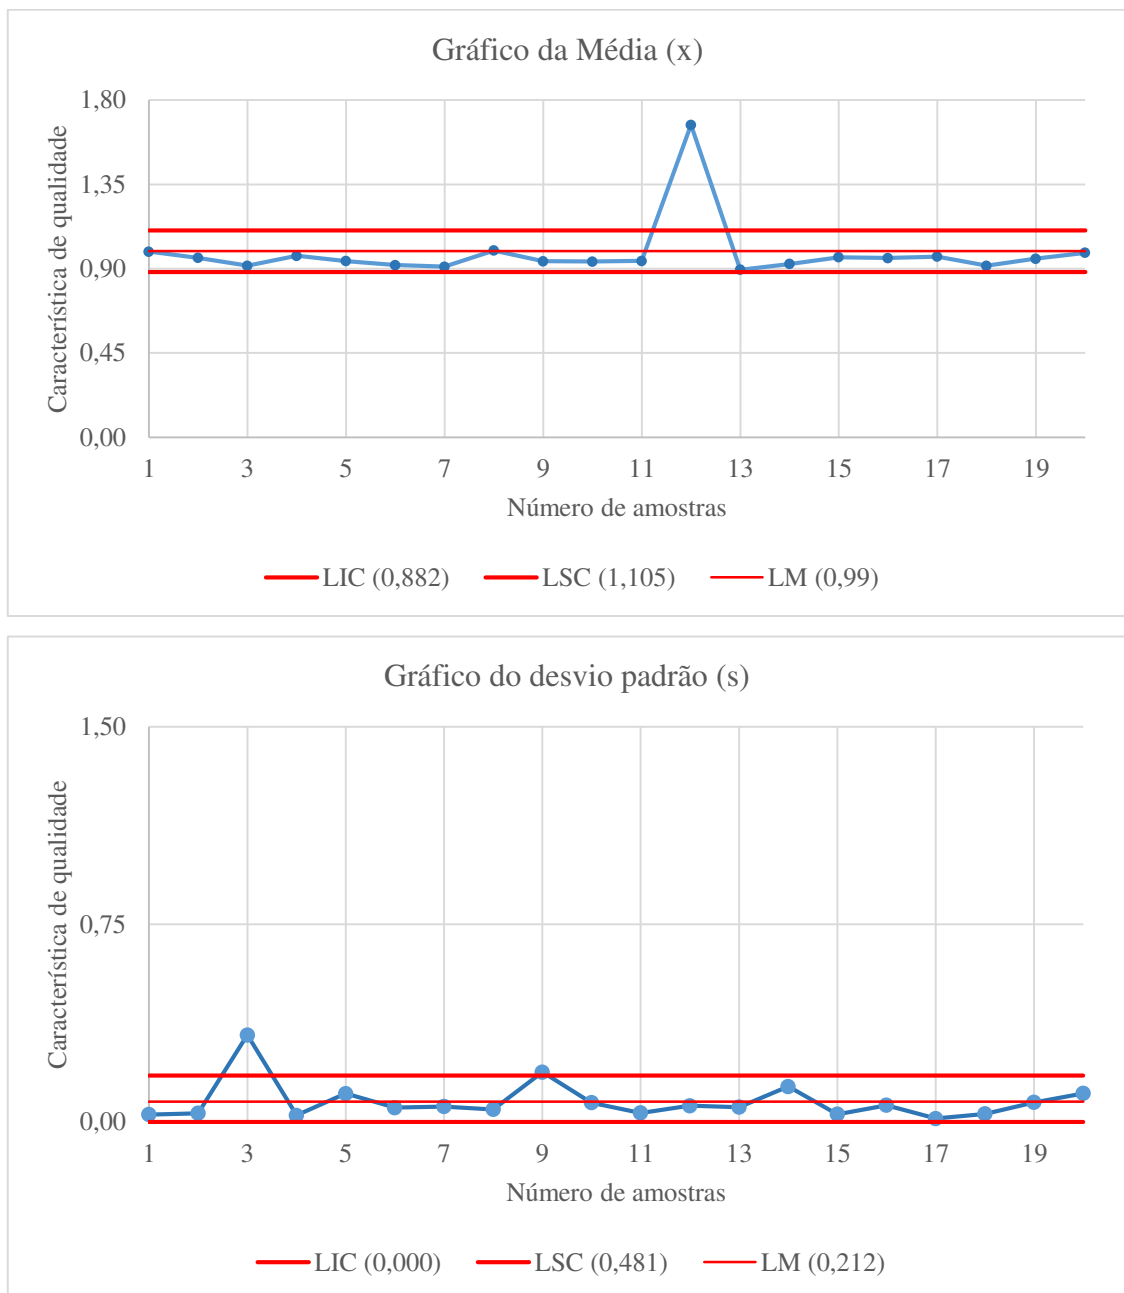 Gráfico da Média (x)
Característica de qualidade
1,80
1,35
0,90
0,45
0,00
1 3 5 7 9 11 13 15 17 19
Número de amostras
LIC (0,882) LSC (1,105) LM (0,99)
Gráfico do desvio padrão (s)
Característica de qualidade
1,50
0,75
0,00
1 3 5 7 9 11 13 15 17 19
Número de amostras
LIC (0,000) LSC (0,481) LM (0,212)